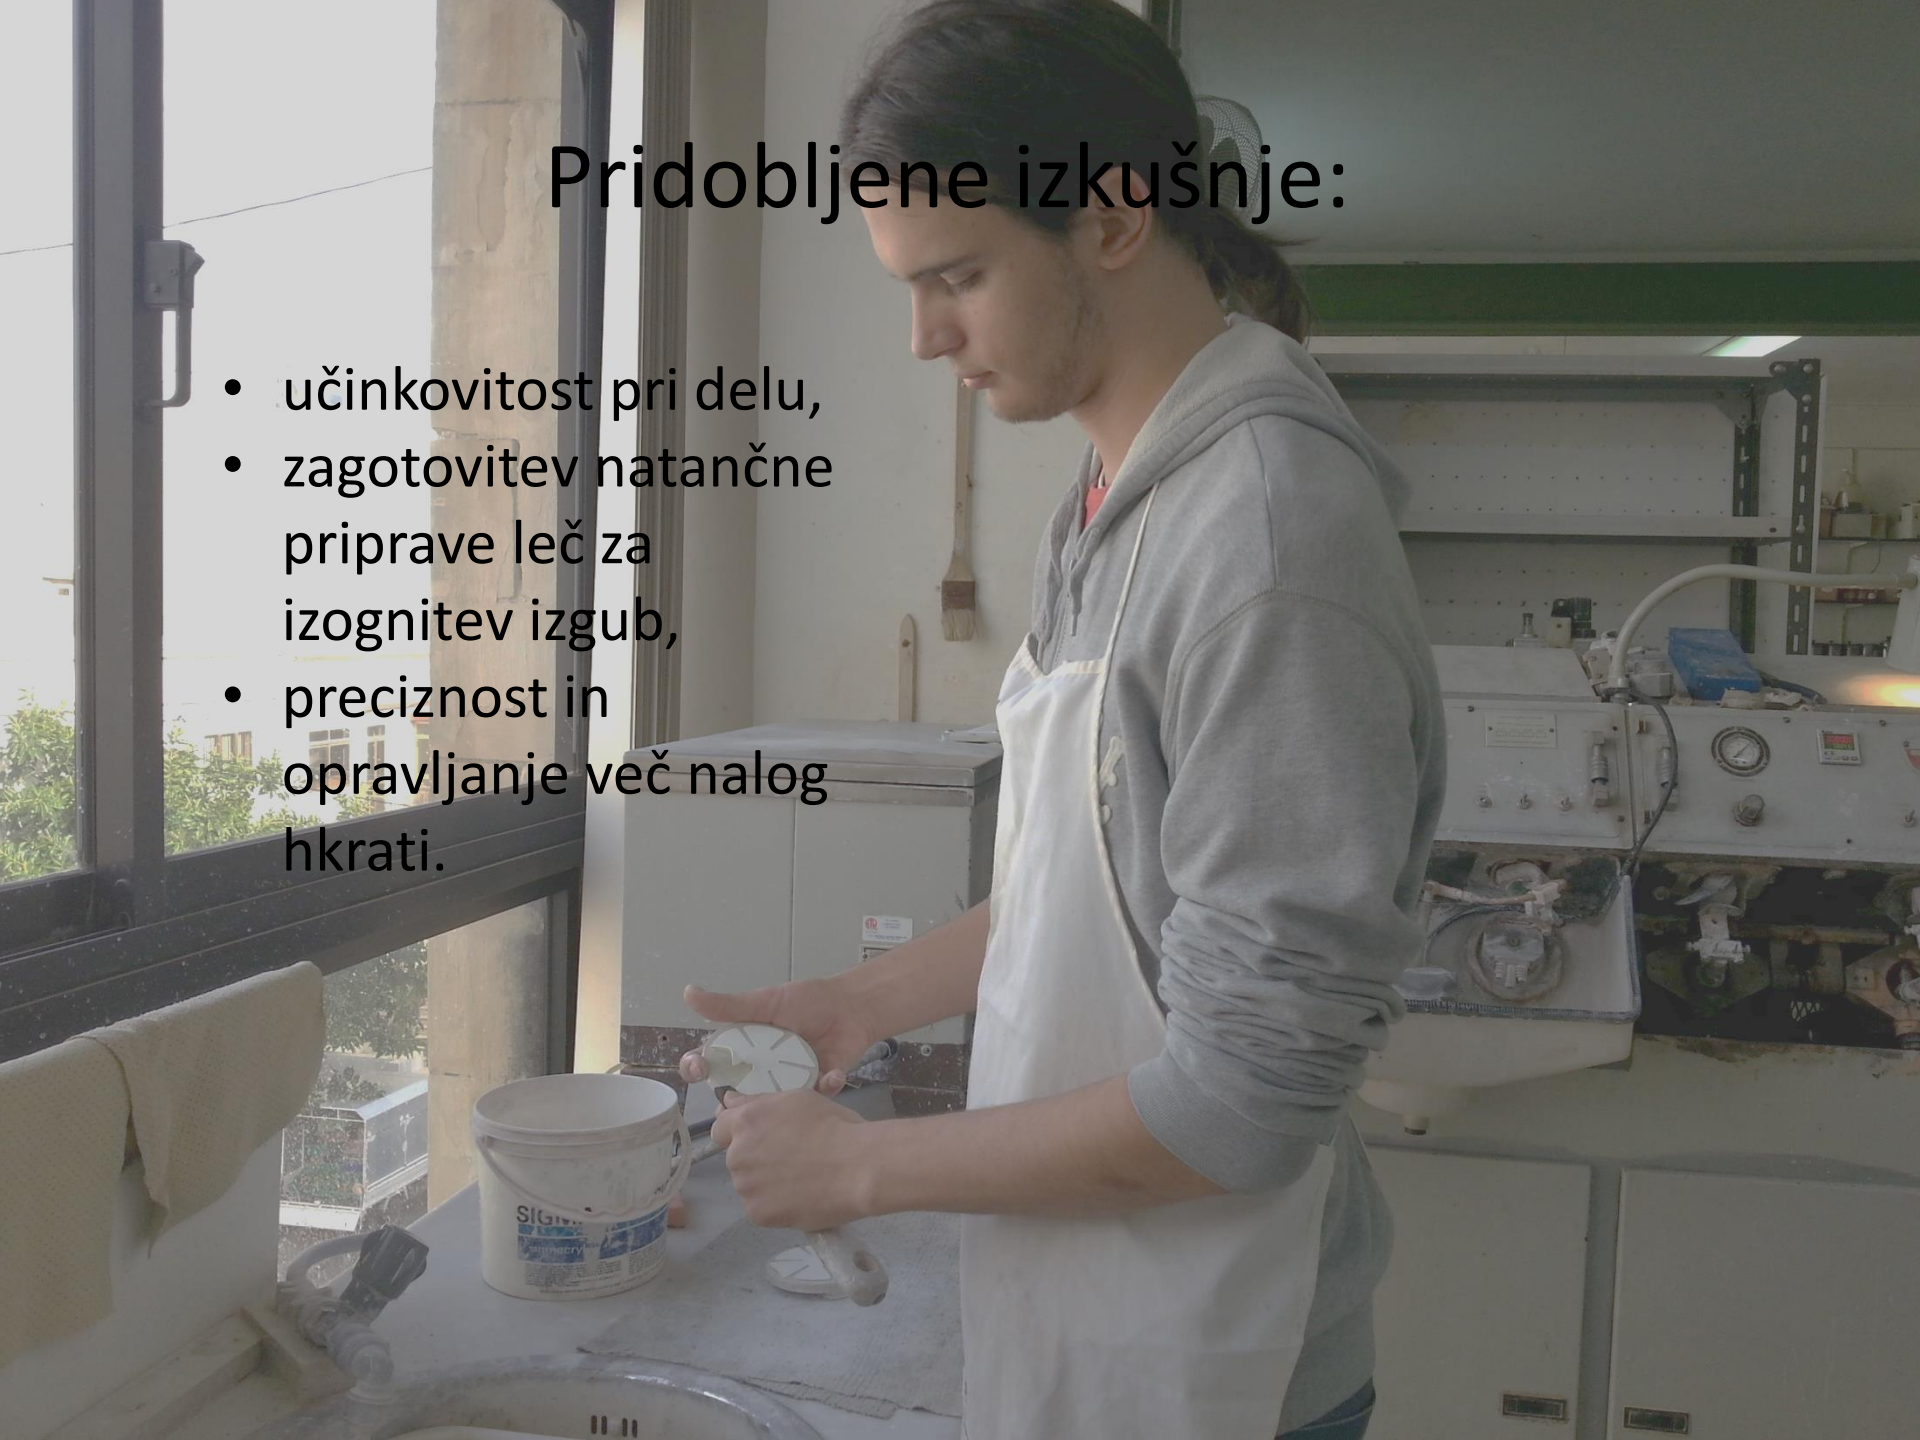 Pridobljene izkušnje:
• učinkovitost pri delu,
• zagotovitev natančne
priprave leč za
izognitev izgub,
• preciznost in
opravljanje več nalog
hkrati.